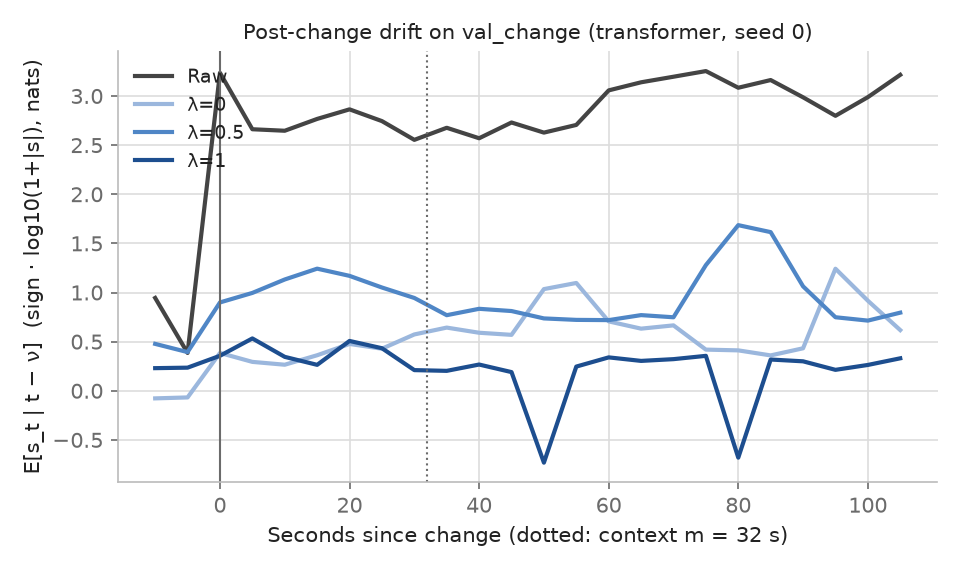 Post-change drift on val_change (transformer, seed 0)
E[s_t | t − ν]  (sign · log10(1+|s|), nats)
3.0
2.5
2.0
1.5
1.0
0.5
0.0
−0.5
Raw
λ=0
λ=0.5
λ=1
0 20 40 60 80 100
Seconds since change (dotted: context m = 32 s)